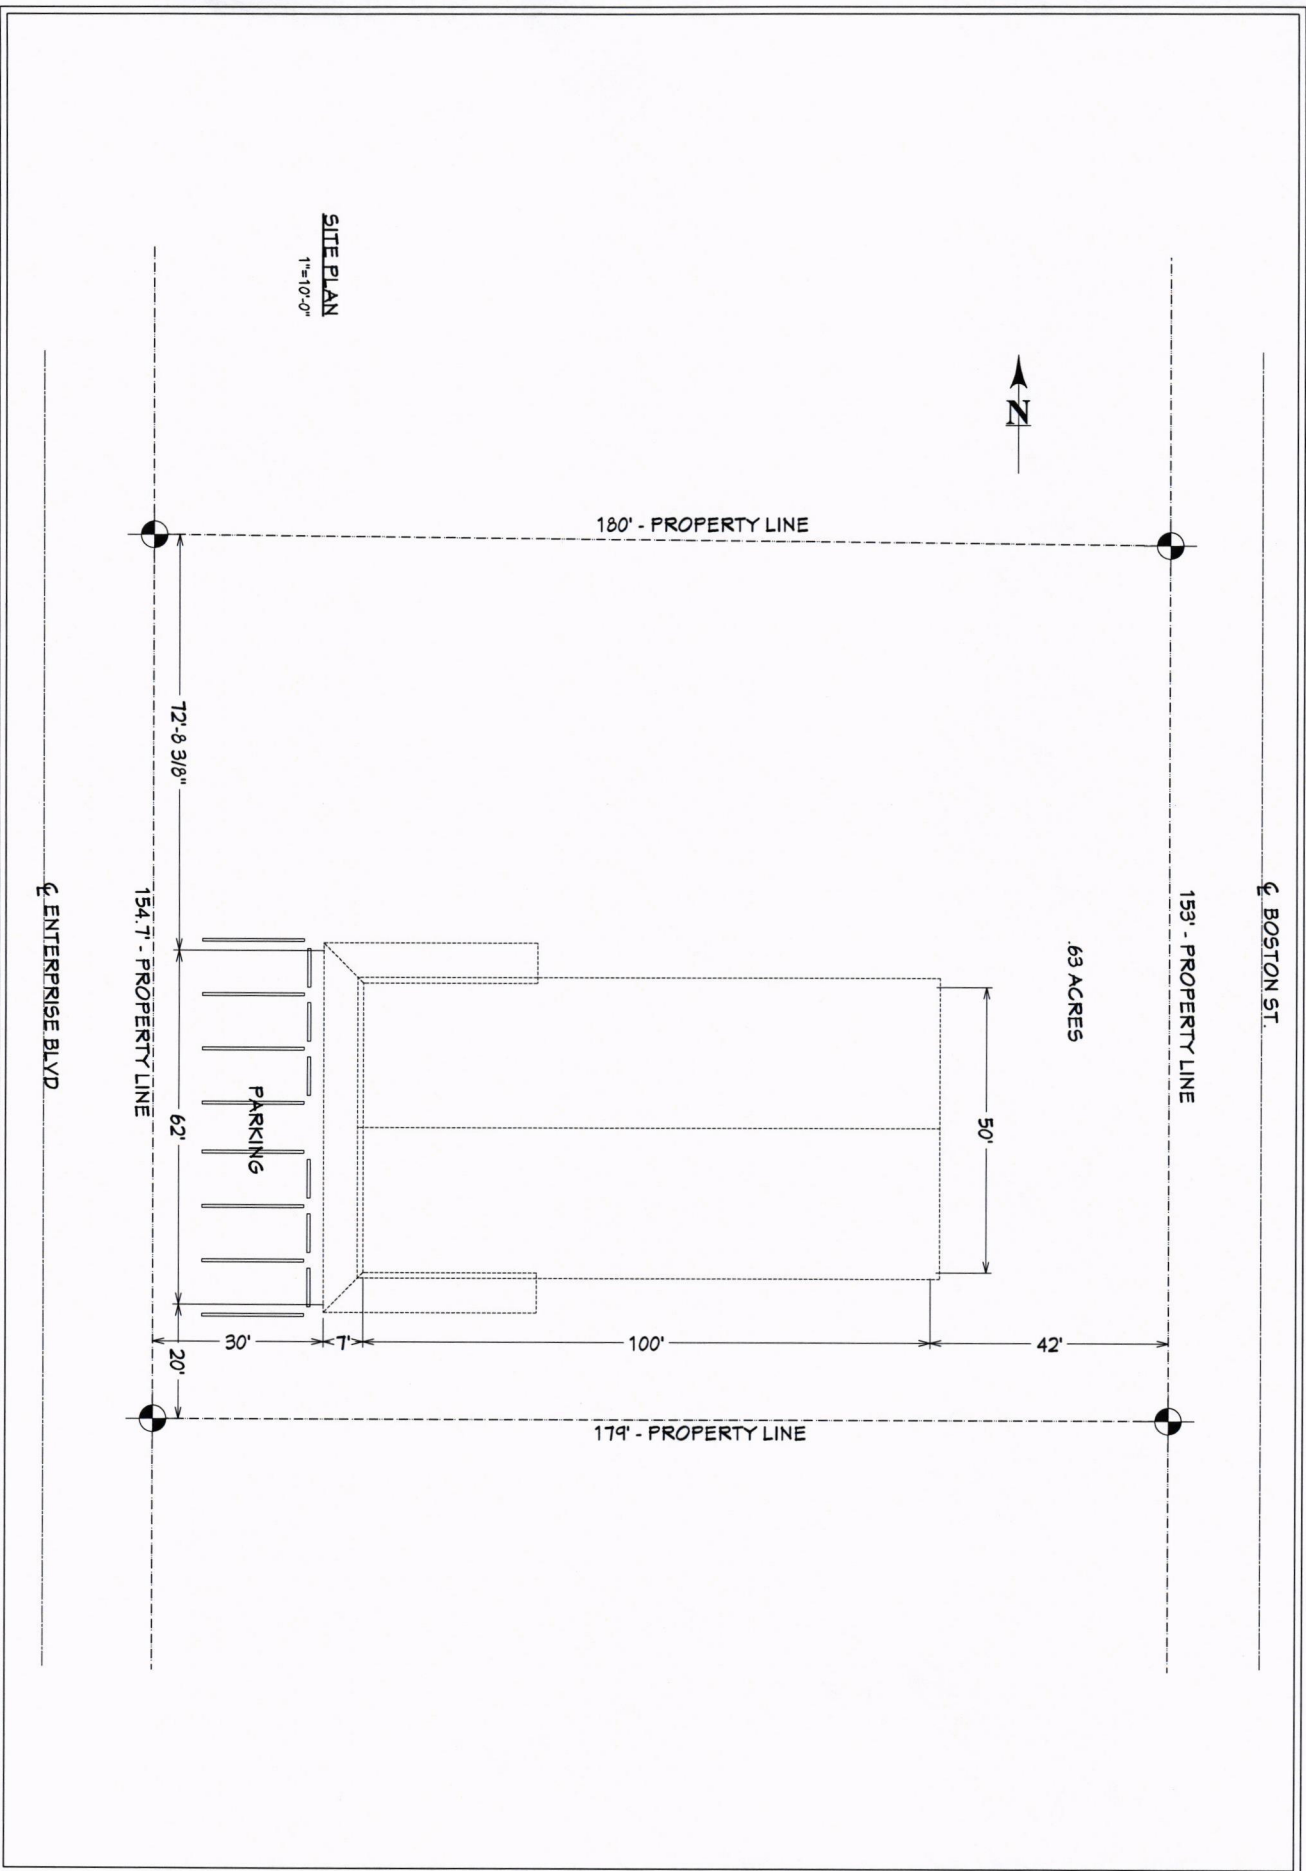 ℄ BOSTON ST.
153' - PROPERTY LINE
.63 ACRES
N
180' - PROPERTY LINE
50'
42'
100'
7'
30'
20'
179' - PROPERTY LINE
SITE PLAN
1"=10'-0"
PARKING
72'-8 3/8"
62'
154.7' - PROPERTY LINE
℄ ENTERPRISE BLVD